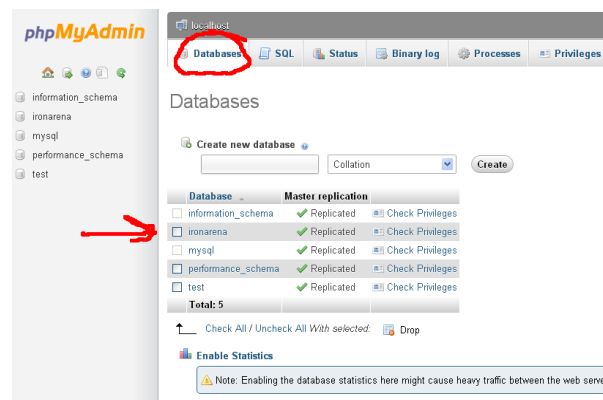 phpMyAdmin
information_schema
ironarena
mysql
performance_schema
test
localhost
Databases SQL Status Binary log Processes Privileges
Databases
Create new database
Collation Create
Database Master replication
information_schema Replicated Check Privileges
ironarena Replicated Check Privileges
mysql Replicated Check Privileges
performance_schema Replicated Check Privileges
test Replicated Check Privileges
Total: 5
Check All / Uncheck All With selected: Drop
Enable Statistics
Note: Enabling the database statistics here might cause heavy traffic between the web serve